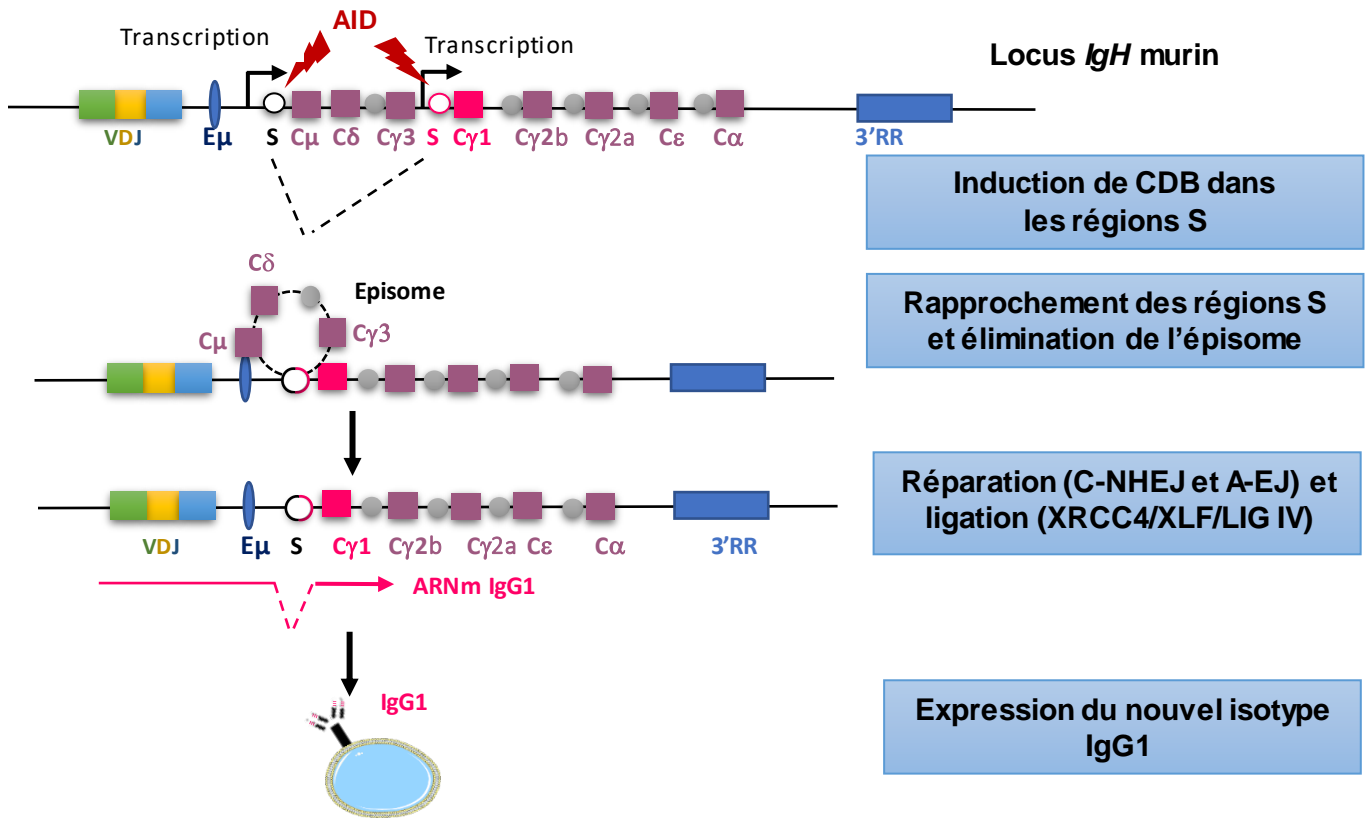 AID
Transcription
Transcription
Locus IgH murin
VDJ
Eμ
S
Cμ
Cδ
Cγ3
S
Cγ1
Cγ2b
Cγ2a
Cε
Cα
3'RR
Induction de CDB dans
les régions S
Cδ
Episome
Cμ
Cγ3
Rapprochement des régions S
et élimination de l'épisome
Réparation (C-NHEJ et A-EJ) et
ligation (XRCC4/XLF/LIG IV)
VDJ
Eμ
S
Cγ1
Cγ2b
Cγ2a
Cε
Cα
3'RR
ARNm IgG1
IgG1
Expression du nouvel isotype
IgG1